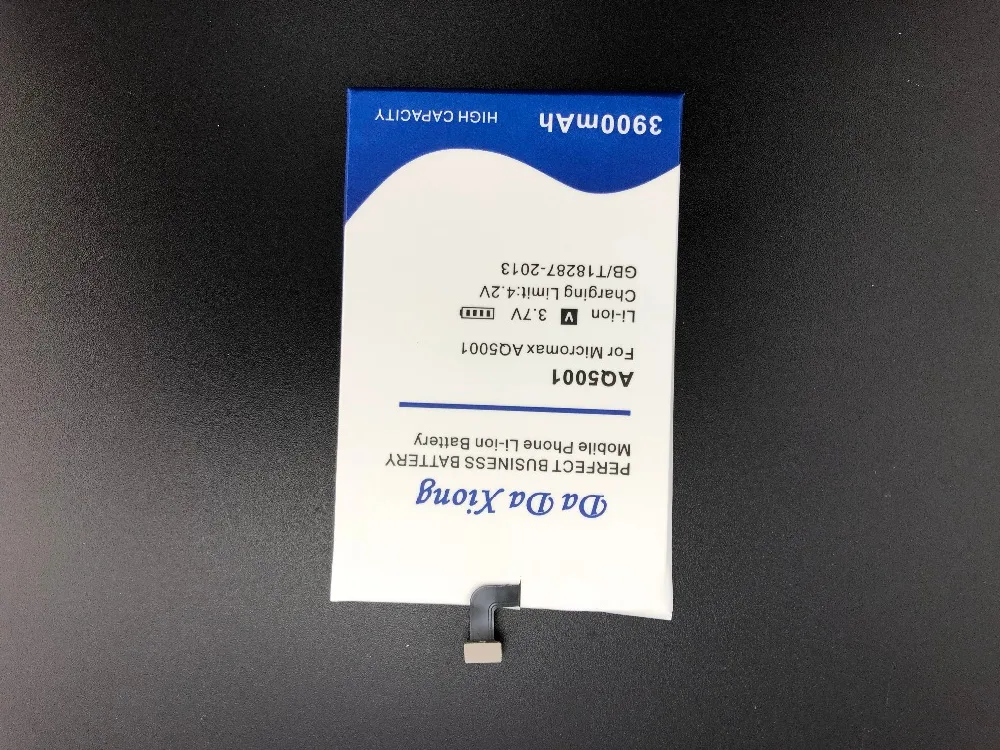 Da Da Xiong
PERFECT BUSINESS BATTERY
Mobile Phone Li-ion Battery
AQ5001
For Micromax AQ5001
Li-ion V 3.7V
Charging Limit:4.2V
GB/T18287-2013
3900mAh HIGH CAPACITY